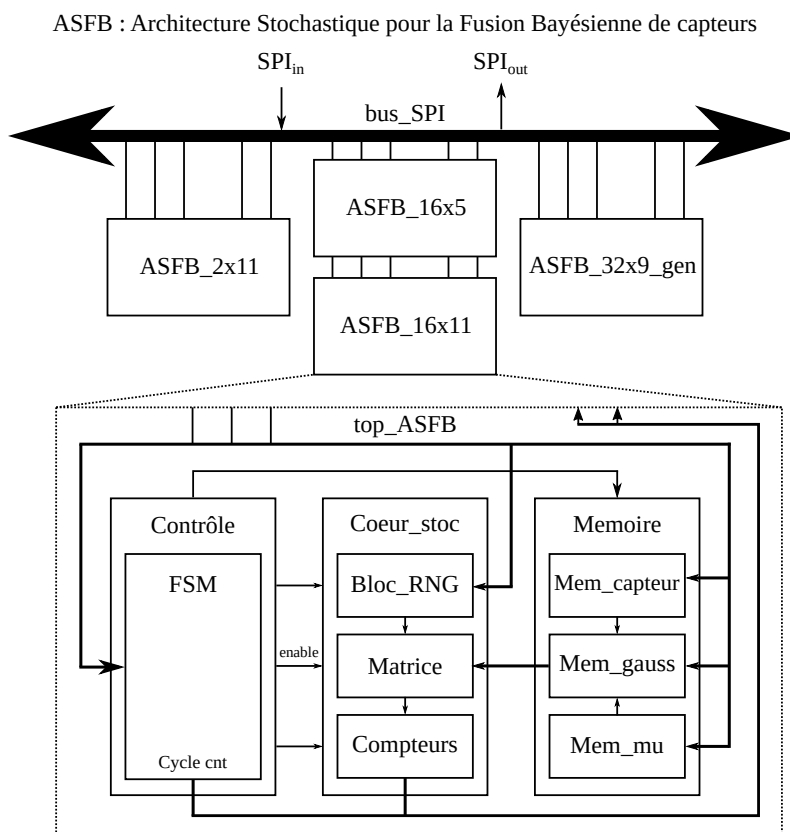 ASFB : Architecture Stochastique pour la Fusion Bayésienne de capteurs
SPIin
SPIout
bus_SPI
ASFB_16x5
ASFB_2x11
ASFB_32x9_gen
ASFB_16x11
top_ASFB
Contrôle
Coeur_stoc
Memoire
FSM
Bloc_RNG
Mem_capteur
enable
Matrice
Mem_gauss
Compteurs
Mem_mu
Cycle cnt